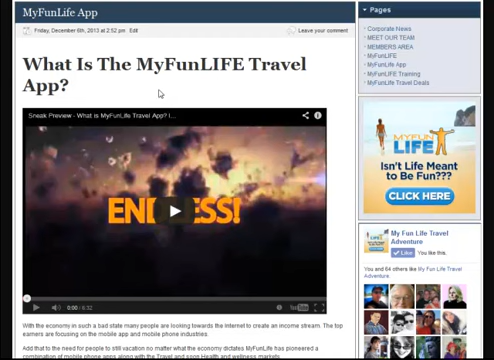 MyFunLife App
Friday, December 6th, 2013 at 2:52 pm Edit
Leave your comment
What Is The MyFunLIFE Travel
App?
Sneak Preview - What is MyFunLife Travel App? I...
ENDLESS!
0:00 / 6:32
YouTube
With the economy in such a bad state many people are looking towards the Internet to create an income stream. The top
earners are focusing on the mobile app and mobile phone industries
Add that to the need for people to still vacation no matter what the economy dictates MyFunLife has pioneered a
combination of mobile phone apps along with the Travel and soon Health and wellness markets.
Pages
Corporate News
MEET OUR TEAM
MEMBERS AREA
MyFunLIFE
MyFunLife App
MyFunLIFE Training
MyFunLife Travel Deals
MY FUN
LIFE
Isn't Life Meant
to Be Fun???
CLICK HERE
My Fun Life Travel
Adventure
Like
You like this.
You and 64 others like My Fun Life Travel
Adventure.